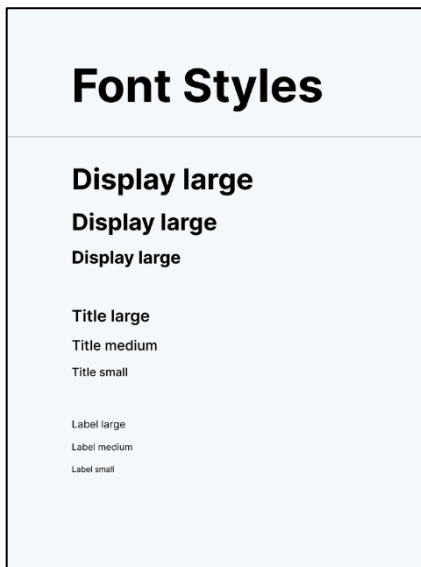 Font Styles
Display large
Display large
Display large
Title large
Title medium
Title small
Label large
Label medium
Label small